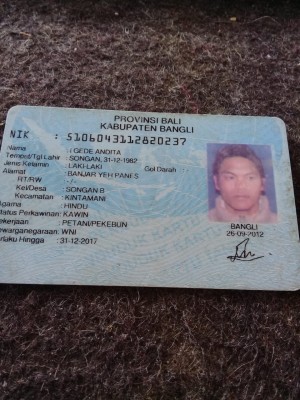 PROVINSI BALI
KABUPATEN BANGLI
NIK : 5106043112820237
Nama : I GEDE ANDITA
Tempat/Tgl Lahir : SONGAN, 31-12-1982
Jenis Kelamin : LAKI-LAKI Gol Darah
Alamat : BANJAR YEH PANES
RT/RW : -/-
Kel/Desa : SONGAN B
Kecamatan : KINTAMANI
Agama : HINDU
Status Perkawinan: KAWIN
Pekerjaan : PETANI/PEKEBUN
Kewarganegaraan: WNI
Berlaku Hingga : 31-12-2017
BANGLI
26-09-2012